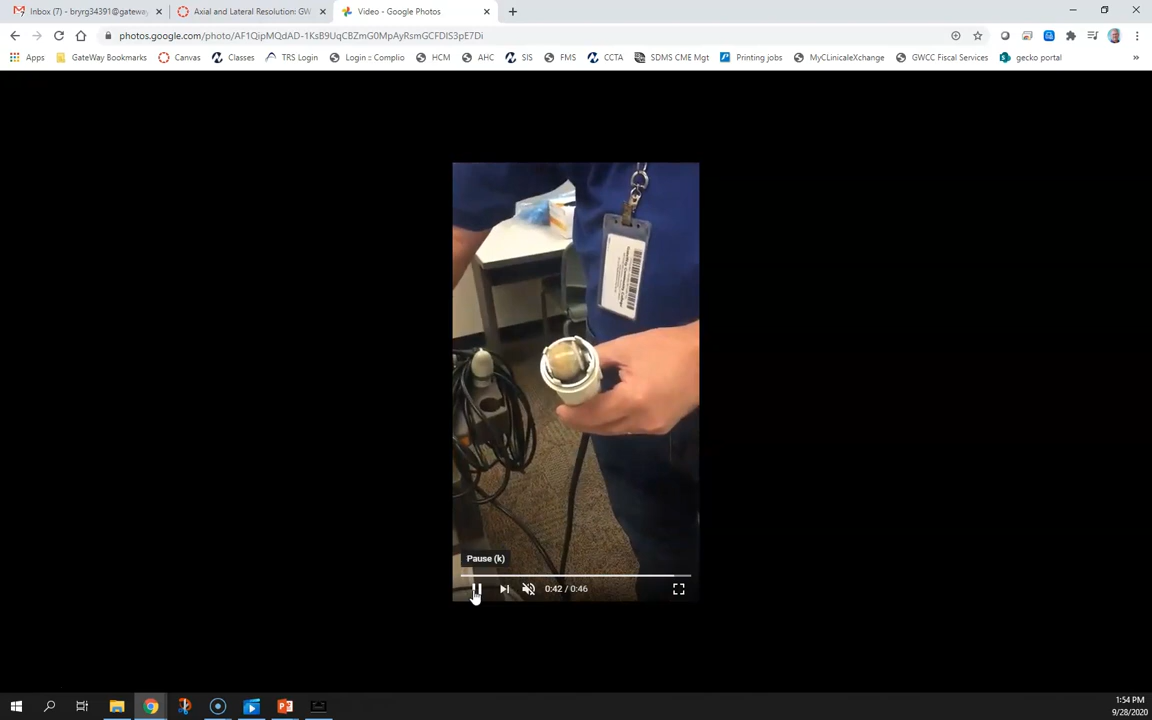 Inbox (7) - bryrg34391@gateway
Axial and Lateral Resolution: GW
Video - Google Photos
photos.google.com/photo/AF1QipMQdAD-1KsB9UqCBZmG0MpAyRsmGCFDIS3pE7Di
Apps
GateWay Bookmarks
Canvas
Classes
TRS Login
Login :: Complio
HCM
AHC
SIS
FMS
CCTA
SDMS CME Mgt
Printing jobs
MyCLinicaleXchange
GWCC Fiscal Services
gecko portal
»
Pause (k)
0:42 / 0:46
1:54 PM
9/28/2020